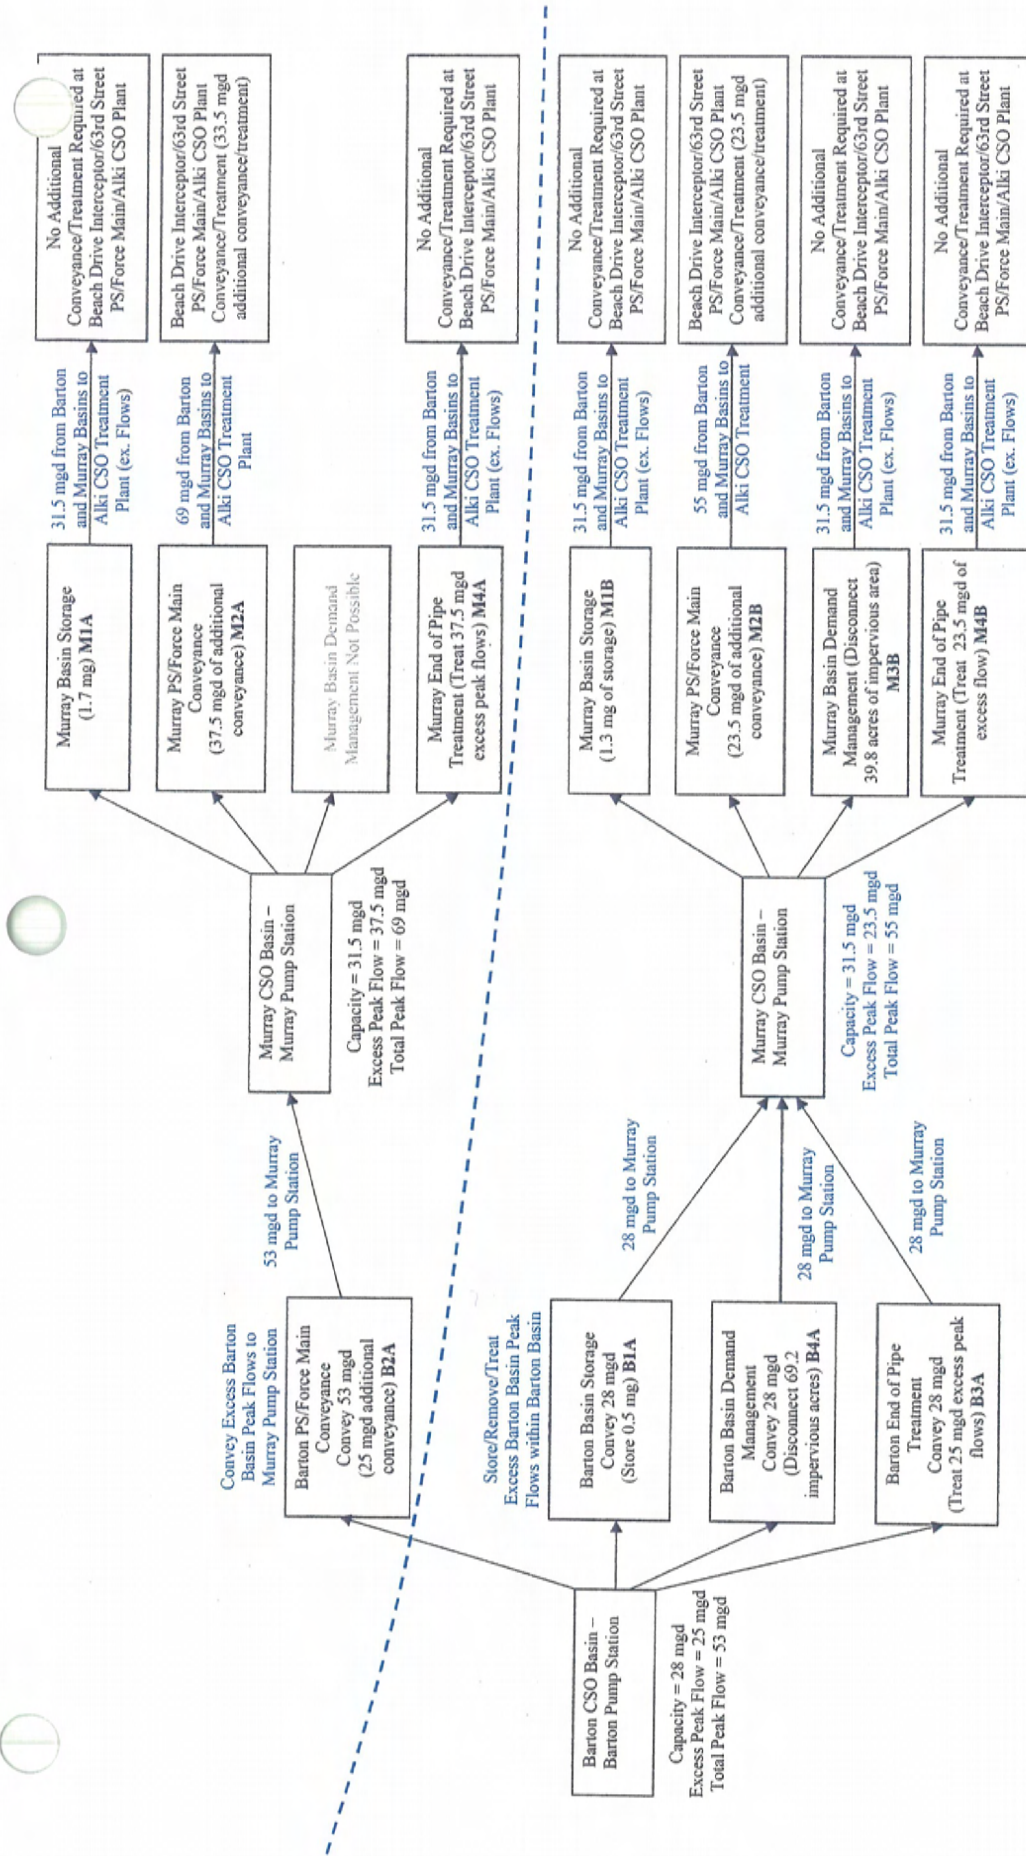 Barton CSO Basin –
Barton Pump Station
Capacity = 28 mgd
Excess Peak Flow = 25 mgd
Total Peak Flow = 53 mgd
Convey Excess Barton
Basin Peak Flows to
Murray Pump Station
Barton PS/Force Main
Conveyance
Convey 53 mgd
(25 mgd additional
conveyance) B2A
53 mgd to Murray
Pump Station
Murray CSO Basin –
Murray Pump Station
Capacity = 31.5 mgd
Excess Peak Flow = 37.5 mgd
Total Peak Flow = 69 mgd
Murray Basin Storage
(1.7 mg) M1A
31.5 mgd from Barton
and Murray Basins to
Alki CSO Treatment
Plant (ex. Flows)
No Additional
Conveyance/Treatment Required at
Beach Drive Interceptor/63rd Street
PS/Force Main/Alki CSO Plant
Murray PS/Force Main
Conveyance
(37.5 mgd of additional
conveyance) M2A
69 mgd from Barton
and Murray Basins to
Alki CSO Treatment
Plant
Beach Drive Interceptor/63rd Street
PS/Force Main/Alki CSO Plant
Conveyance/Treatment (33.5 mgd
additional conveyance/treatment)
Murray Basin Demand
Management Not Possible
Murray End of Pipe
Treatment (Treat 37.5 mgd
excess peak flows) M4A
31.5 mgd from Barton
and Murray Basins to
Alki CSO Treatment
Plant (ex. Flows)
No Additional
Conveyance/Treatment Required at
Beach Drive Interceptor/63rd Street
PS/Force Main/Alki CSO Plant
Store/Remove/Treat
Excess Barton Basin Peak
Flows within Barton Basin
Barton Basin Storage
Convey 28 mgd
(Store 0.5 mg) B1A
28 mgd to Murray
Pump Station
Barton Basin Demand
Management
Convey 28 mgd
(Disconnect 69.2
impervious acres) B4A
28 mgd to Murray
Pump Station
Barton End of Pipe
Treatment
Convey 28 mgd
(Treat 25 mgd excess peak
flows) B3A
28 mgd to Murray
Pump Station
Murray CSO Basin –
Murray Pump Station
Capacity = 31.5 mgd
Excess Peak Flow = 23.5 mgd
Total Peak Flow = 55 mgd
Murray Basin Storage
(1.3 mg of storage) M1B
31.5 mgd from Barton
and Murray Basins to
Alki CSO Treatment
Plant (ex. Flows)
No Additional
Conveyance/Treatment Required at
Beach Drive Interceptor/63rd Street
PS/Force Main/Alki CSO Plant
Murray PS/Force Main
Conveyance
(23.5 mgd of additional
conveyance) M2B
55 mgd from Barton
and Murray Basins to
Alki CSO Treatment
Beach Drive Interceptor/63rd Street
PS/Force Main/Alki CSO Plant
Conveyance/Treatment (23.5 mgd
additional conveyance/treatment)
Murray Basin Demand
Management (Disconnect
39.8 acres of impervious area)
M3B
31.5 mgd from Barton
and Murray Basins to
Alki CSO Treatment
Plant (ex. Flows)
No Additional
Conveyance/Treatment Required at
Beach Drive Interceptor/63rd Street
PS/Force Main/Alki CSO Plant
Murray End of Pipe
Treatment (Treat 23.5 mgd of
excess flow) M4B
31.5 mgd from Barton
and Murray Basins to
Alki CSO Treatment
Plant (ex. Flows)
No Additional
Conveyance/Treatment Required at
Beach Drive Interceptor/63rd Street
PS/Force Main/Alki CSO Plant